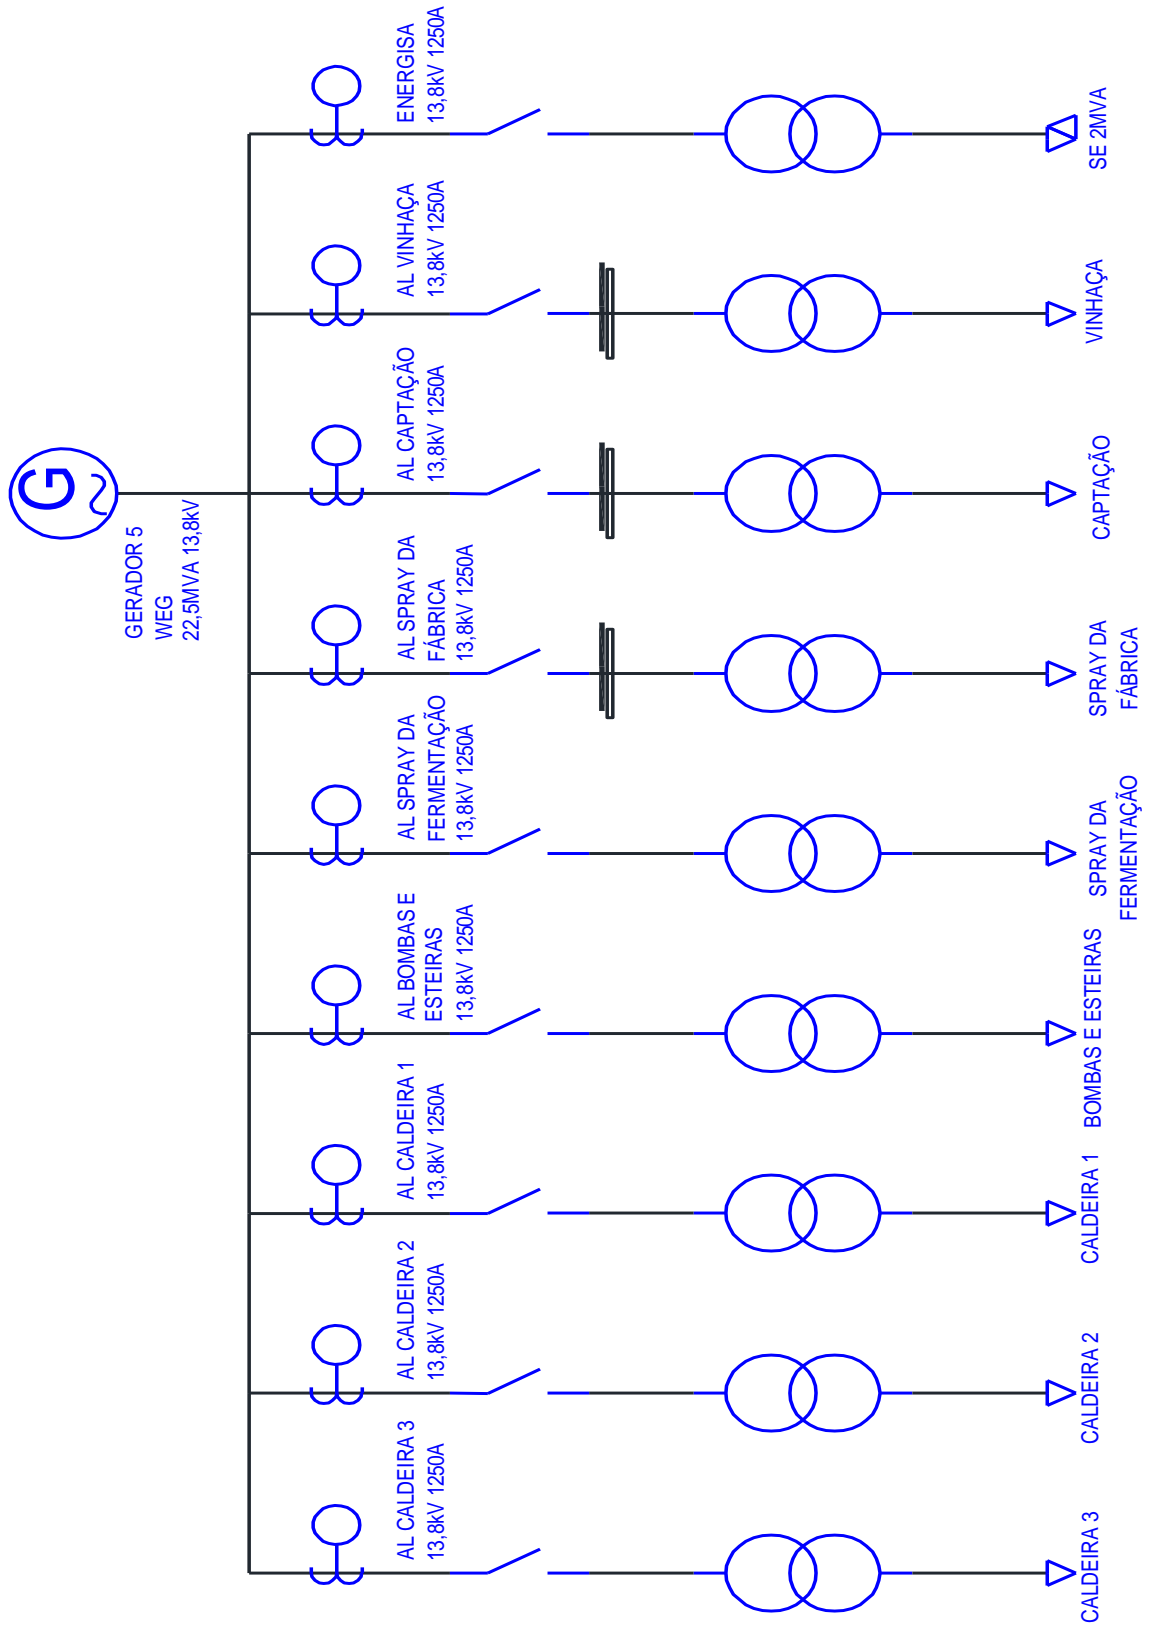 G
GERADOR 5
WEG
22,5MVA 13,8kV
AL CALDEIRA 3
13,8kV 1250A
AL CALDEIRA 2
13,8kV 1250A
AL CALDEIRA 1
13,8kV 1250A
AL BOMBAS E
ESTEIRAS
13,8kV 1250A
AL SPRAY DA
FERMENTAÇÃO
13,8kV 1250A
AL SPRAY DA
FÁBRICA
13,8kV 1250A
AL CAPTAÇÃO
13,8kV 1250A
AL VINHAÇA
13,8kV 1250A
ENERGISA
13,8kV 1250A
CALDEIRA 3
CALDEIRA 2
CALDEIRA 1
BOMBAS E ESTEIRAS
SPRAY DA
FERMENTAÇÃO
SPRAY DA
FÁBRICA
CAPTAÇÃO
VINHAÇA
SE 2MVA